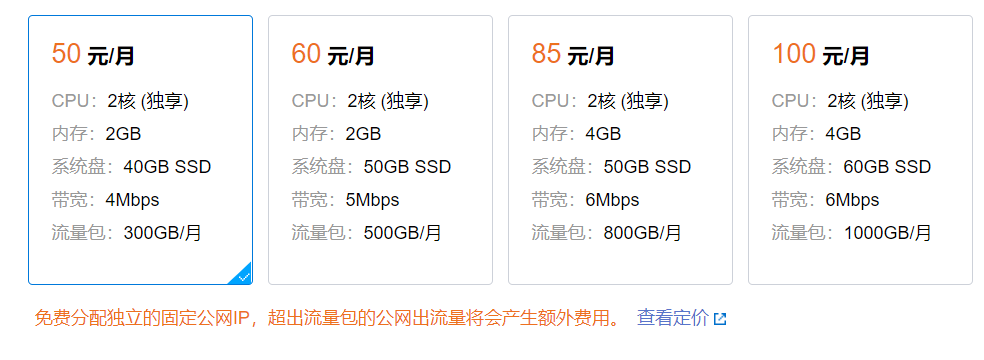 50 元/月
CPU：2核 (独享)
内存：2GB
系统盘：40GB SSD
带宽：4Mbps
流量包：300GB/月
60 元/月
CPU：2核 (独享)
内存：2GB
系统盘：50GB SSD
带宽：5Mbps
流量包：500GB/月
85 元/月
CPU：2核 (独享)
内存：4GB
系统盘：50GB SSD
带宽：6Mbps
流量包：800GB/月
100 元/月
CPU：2核 (独享)
内存：4GB
系统盘：60GB SSD
带宽：6Mbps
流量包：1000GB/月
免费分配独立的固定公网IP，超出流量包的公网出流量将会产生额外费用。 查看定价